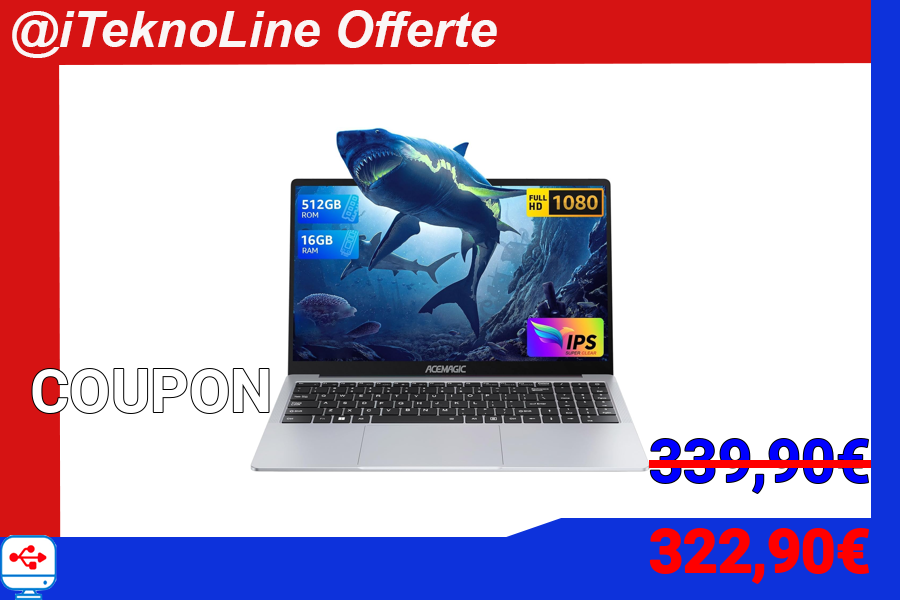 @iTeknoLine Offerte
512GB
ROM
16GB
RAM
FULL HD 1080
IPS
SUPER CLEAR
ACEMAGIC
COUPON
339,90€
322,90€